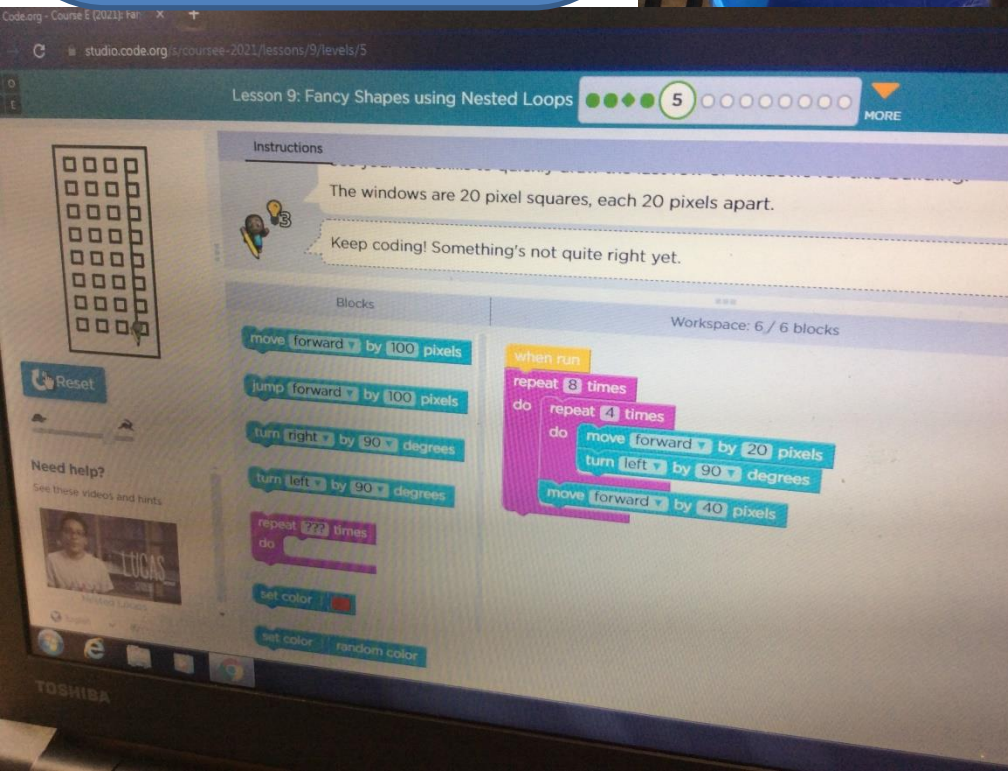 Code.org - Course E (2021): Far
studio.code.org/s/coursee-2021/lessons/9/levels/5
Lesson 9: Fancy Shapes using Nested Loops
5
MORE
Instructions
The windows are 20 pixel squares, each 20 pixels apart.
3
Keep coding! Something's not quite right yet.
Blocks
Workspace: 6 / 6 blocks
move forward by 100 pixels
jump forward by 100 pixels
turn right by 90 degrees
turn left by 90 degrees
repeat ??? times
do
set color
set color random color
when run
repeat 8 times
do
repeat 4 times
do
move forward by 20 pixels
turn left by 90 degrees
move forward by 40 pixels
Reset
Need help?
See these videos and hints
LUCAS
Nested Loops
English
TOSHIBA